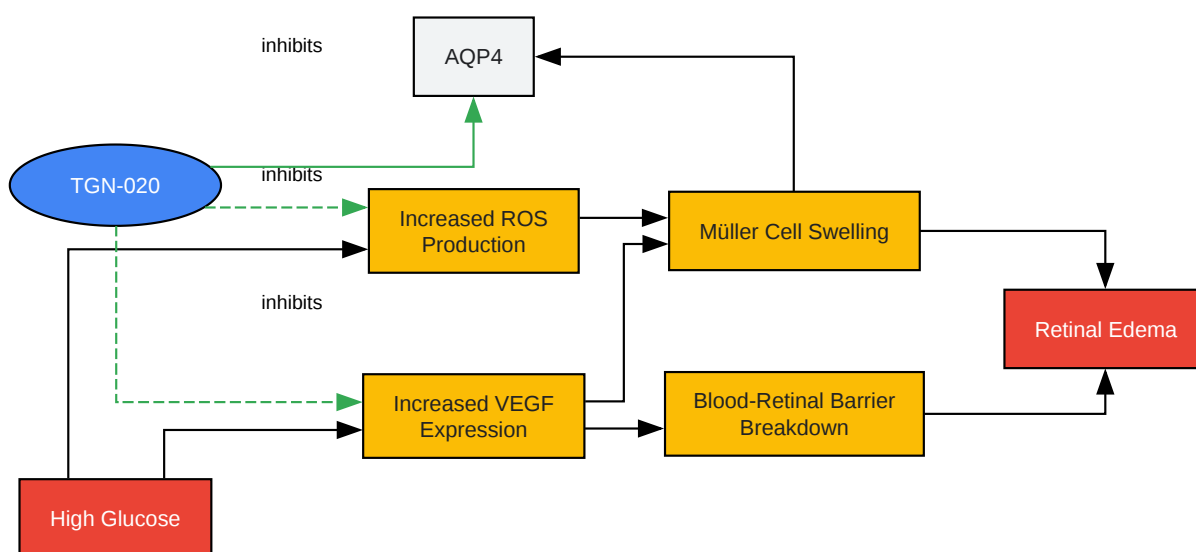 inhibits
AQP4
TGN-020
inhibits
Increased ROS
Production
Müller Cell Swelling
inhibits
Retinal Edema
Increased VEGF
Expression
Blood-Retinal Barrier
Breakdown
High Glucose